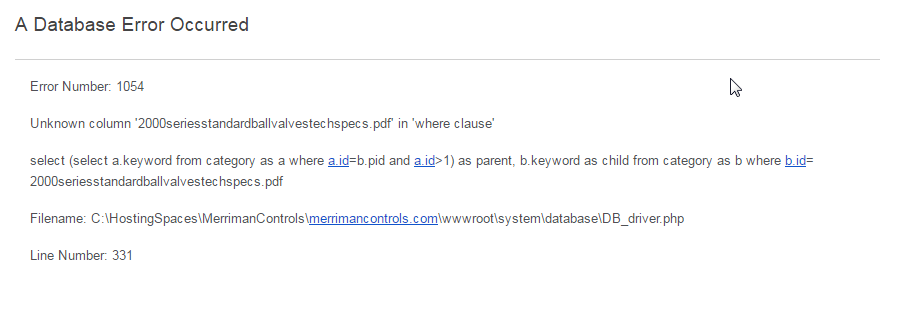 A Database Error Occurred
Error Number: 1054
Unknown column '2000seriesstandardballvalvestechspecs.pdf' in 'where clause'
select (select a.keyword from category as a where a.id=b.pid and a.id>1) as parent, b.keyword as child from category as b where b.id=
2000seriesstandardballvalvestechspecs.pdf
Filename: C:\HostingSpaces\MerrimanControls\merrimancontrols.com\wwwroot\system\database\DB_driver.php
Line Number: 331